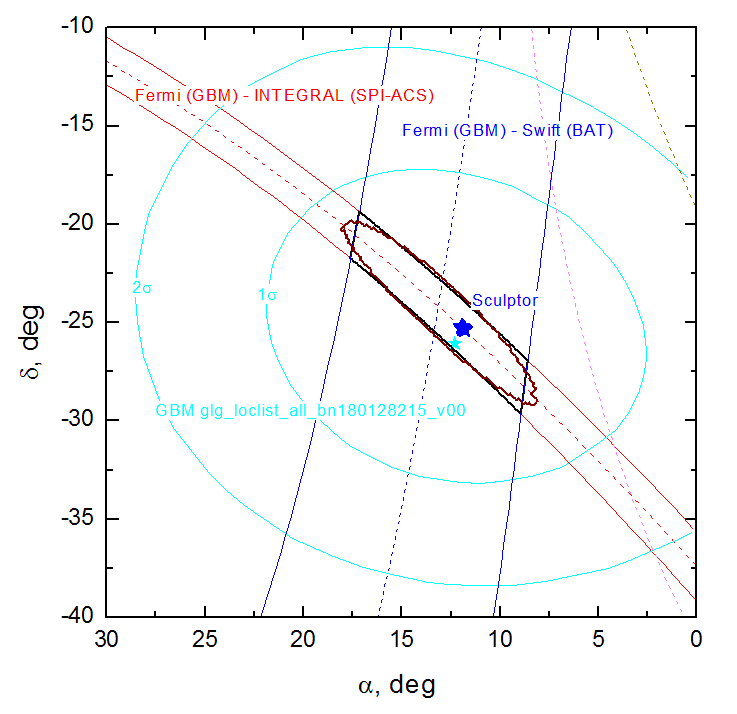 -10
Fermi (GBM) - INTEGRAL (SPI-ACS)
-15
Fermi (GBM) - Swift (BAT)
-20
2σ
1σ
Sculptor
-25
δ, deg
GBM glg_loclist_all_bn180128215_v00
-30
-35
-40
30 25 20 15 10 5 0
α, deg